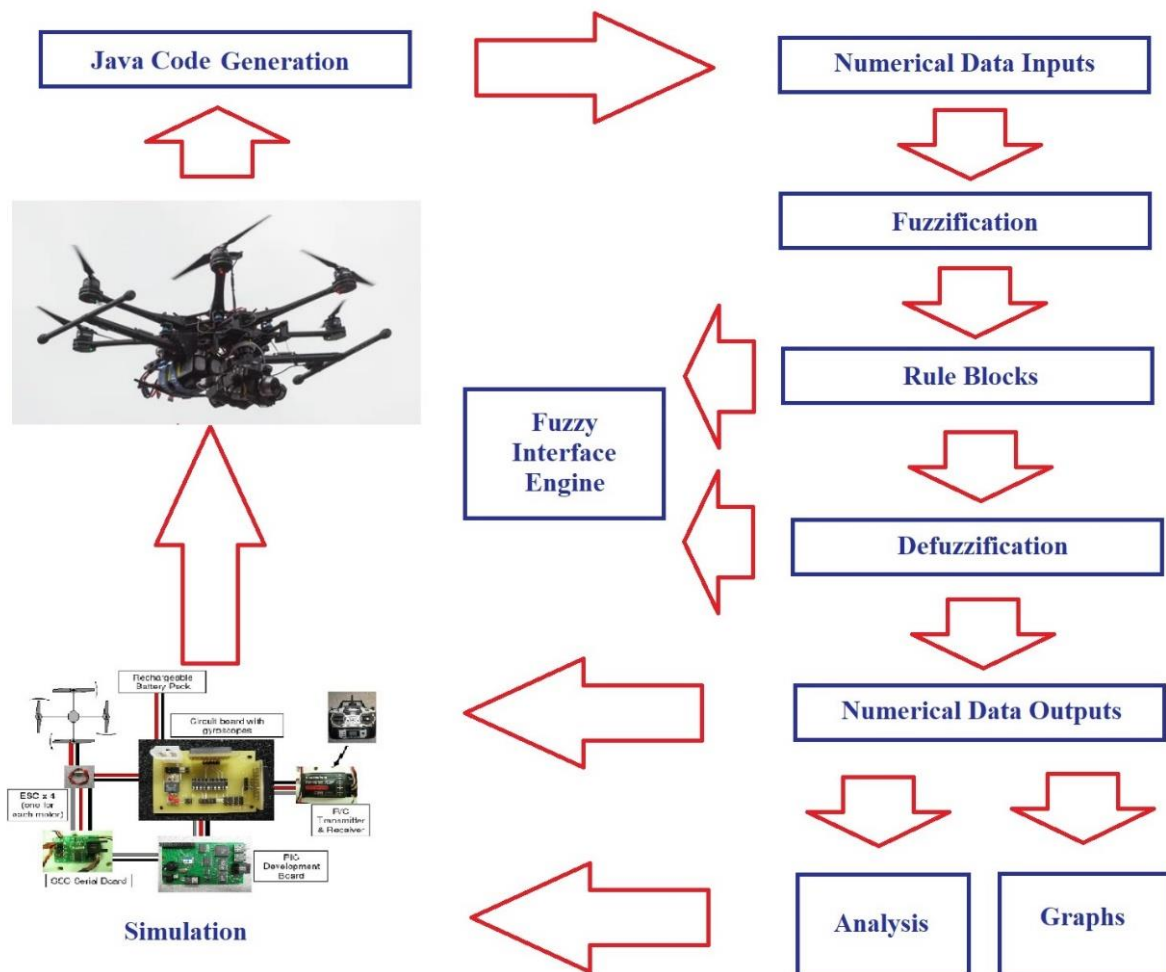 Java Code Generation
Numerical Data Inputs
Fuzzification
Rule Blocks
Fuzzy
Interface
Engine
Defuzzification
Numerical Data Outputs
Rechargeable
Battery Pack
Circuit board with
gyroscopes
ESC x 4
(one for
each motor)
R/C
Transmitter
& Receiver
PIC
Development
Board
Serial Board
Simulation
Analysis
Graphs